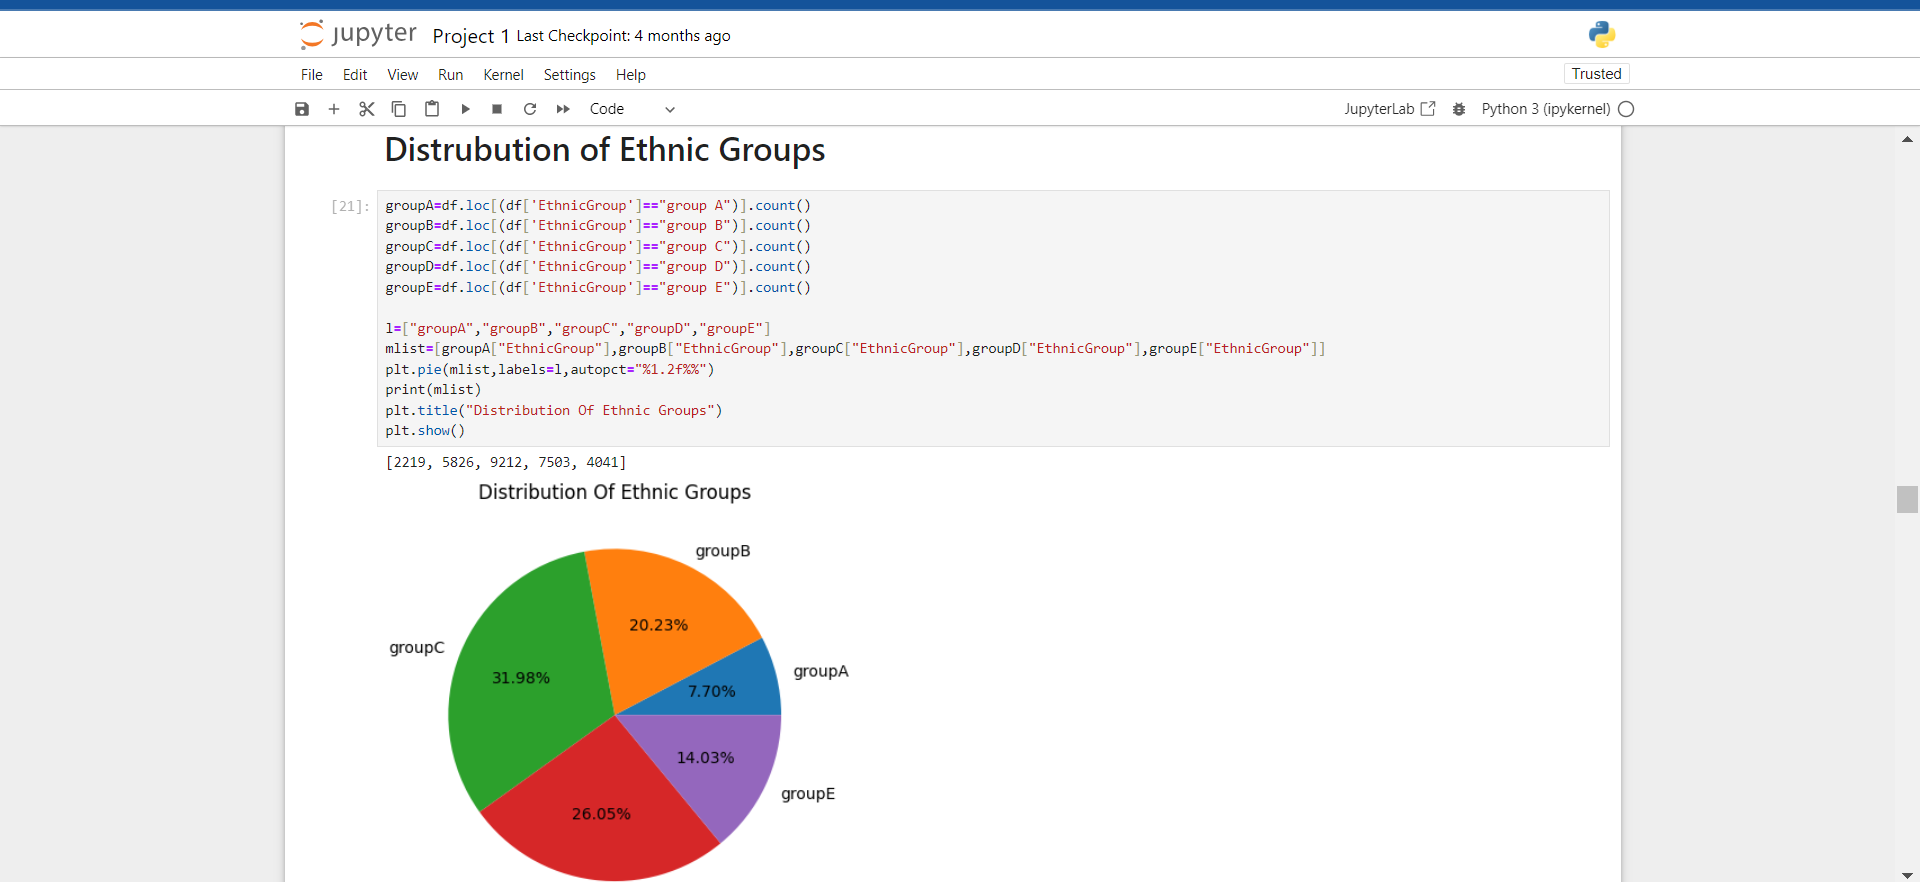 jupyter Project 1 Last Checkpoint: 4 months ago
File Edit View Run Kernel Settings Help Trusted
Code JupyterLab Python 3 (ipykernel)
Distrubution of Ethnic Groups
[21]: groupA=df.loc[(df['EthnicGroup']=="group A")].count()
groupB=df.loc[(df['EthnicGroup']=="group B")].count()
groupC=df.loc[(df['EthnicGroup']=="group C")].count()
groupD=df.loc[(df['EthnicGroup']=="group D")].count()
groupE=df.loc[(df['EthnicGroup']=="group E")].count()
l=["groupA","groupB","groupC","groupD","groupE"]
mlist=[groupA["EthnicGroup"],groupB["EthnicGroup"],groupC["EthnicGroup"],groupD["EthnicGroup"],groupE["EthnicGroup"]]
plt.pie(mlist,labels=l,autopct="%1.2f%%")
print(mlist)
plt.title("Distribution Of Ethnic Groups")
plt.show()
[2219, 5826, 9212, 7503, 4041]
Distribution Of Ethnic Groups
groupB
20.23%
groupC
31.98%
groupA
7.70%
14.03%
groupE
26.05%